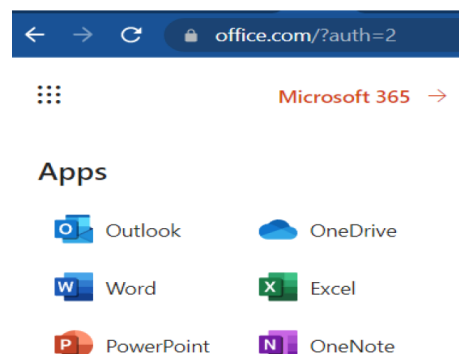 office.com/?auth=2
Microsoft 365 →
Apps
Outlook OneDrive
Word Excel
PowerPoint OneNote